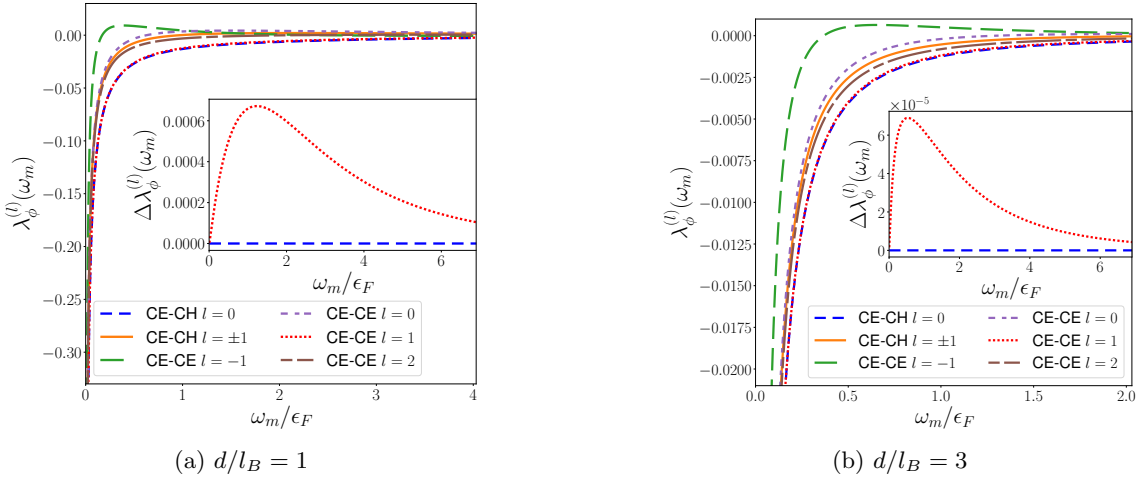 0.00
−0.05
−0.10
−0.15
−0.20
−0.25
−0.30
λ_ϕ^{(l)}(ω_m)
0 1 2 3 4
ω_m/ϵ_F
0.0006
0.0004
0.0002
0.0000
Δλ_ϕ^{(l)}(ω_m)
0 2 4 6
ω_m/ϵ_F
CE-CH l = 0
CE-CH l = ±1
CE-CE l = −1
CE-CE l = 0
CE-CE l = 1
CE-CE l = 2
(a) d/l_B = 1
0.0000
−0.0025
−0.0050
−0.0075
−0.0100
−0.0125
−0.0150
−0.0175
−0.0200
λ_ϕ^{(l)}(ω_m)
0.0 0.5 1.0 1.5 2.0
ω_m/ϵ_F
×10^{−5}
6
4
2
0
Δλ_ϕ^{(l)}(ω_m)
0 2 4 6
ω_m/ϵ_F
CE-CH l = 0
CE-CH l = ±1
CE-CE l = −1
CE-CE l = 0
CE-CE l = 1
CE-CE l = 2
(b) d/l_B = 3